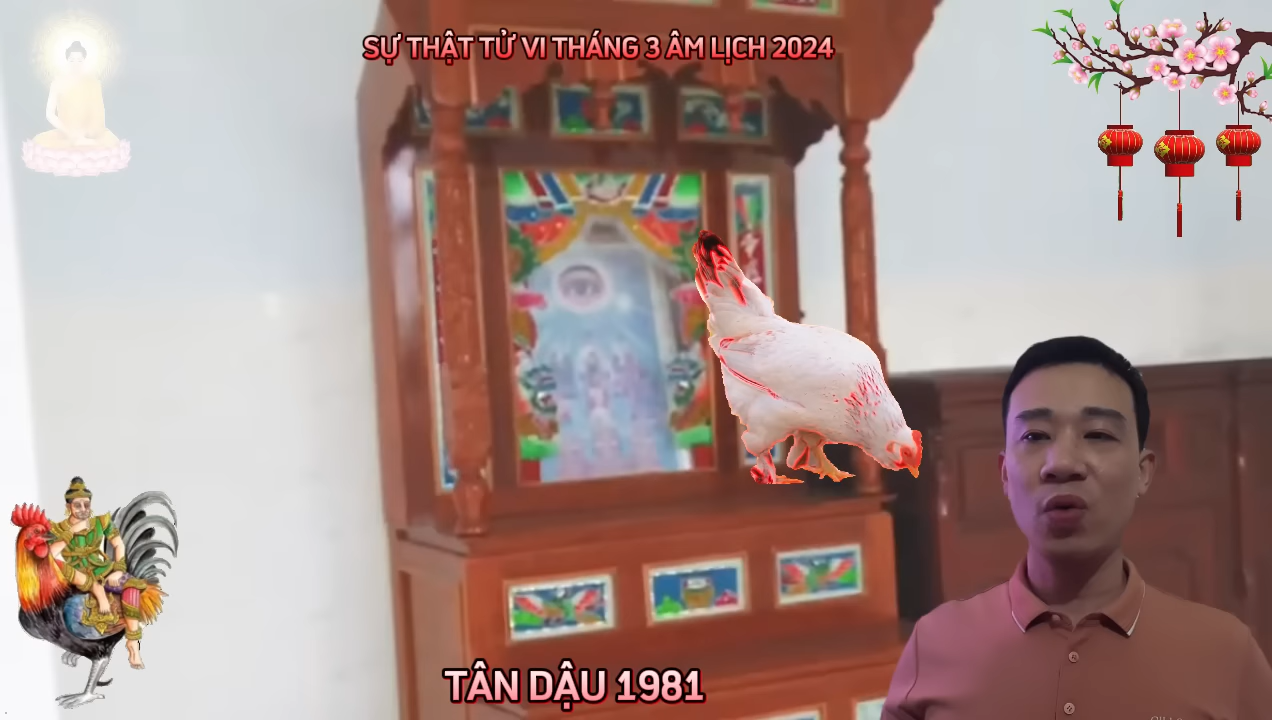 SỰ THẬT TỬ VI THÁNG 3 ÂM LỊCH 2024
TÂN DẬU 1981